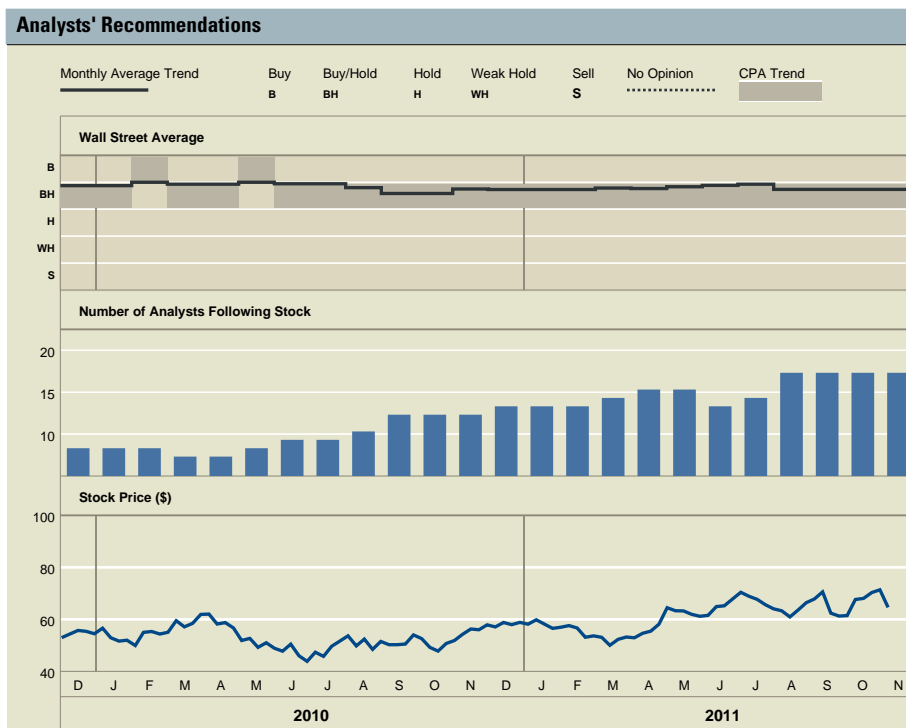 Analysts' Recommendations
Monthly Average Trend Buy Buy/Hold Hold Weak Hold Sell No Opinion CPA Trend
B BH H WH S
Wall Street Average
B
BH
H
WH
S
Number of Analysts Following Stock
20
15
10
Stock Price ($)
100
80
60
40
D J F M A M J J A S O N D J F M A M J J A S O N
2010 2011